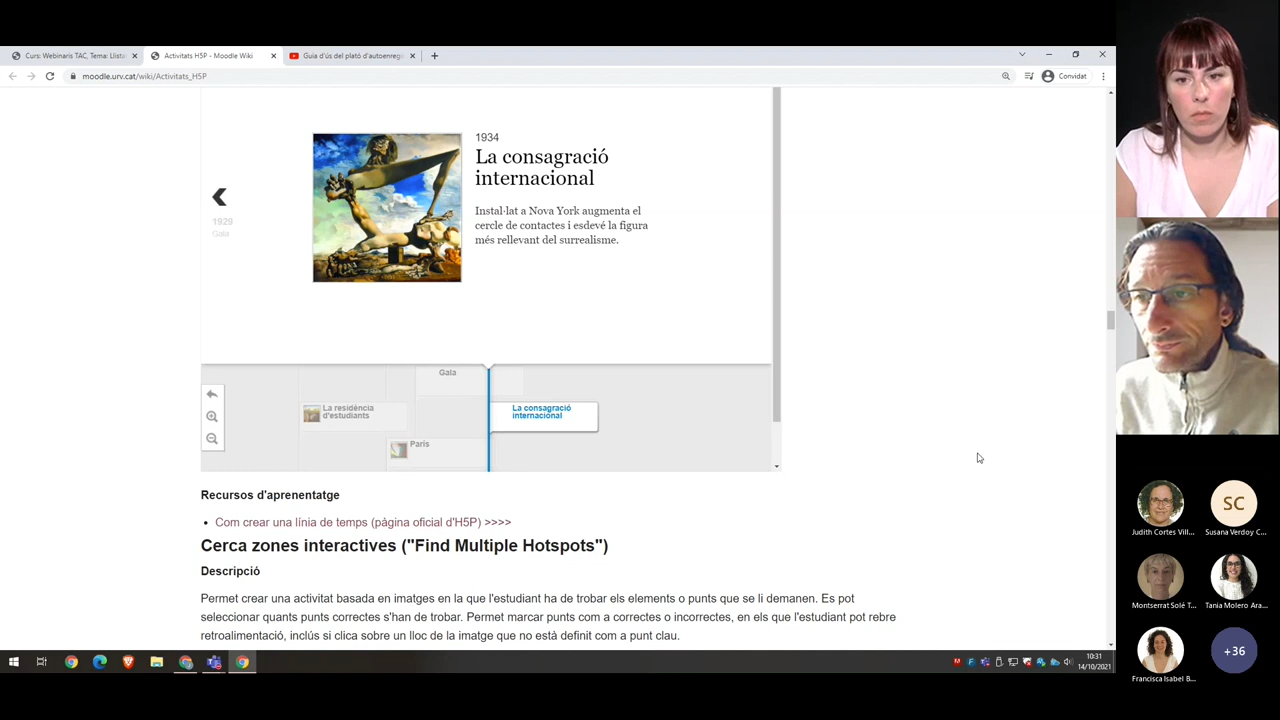 Curs: Webinaris TAC, Tema: Llista
Activitats H5P - Moodle Wiki
Guia d'ús del plató d'autoenreg
moodle.urv.cat/wiki/Activitats_H5P
Convidat
1934
La consagració
internacional
1929
Gala
Instal·lat a Nova York augmenta el
cercle de contactes i esdevé la figura
més rellevant del surrealisme.
Gala
La residència
d'estudiants
La consagració
internacional
París
Recursos d'aprenentatge
Com crear una línia de temps (pàgina oficial d'H5P) >>>>
Cerca zones interactives ("Find Multiple Hotspots")
Descripció
Permet crear una activitat basada en imatges en la que l'estudiant ha de trobar els elements o punts que se li demanen. Es pot
seleccionar quants punts correctes s'han de trobar. Permet marcar punts com a correctes o incorrectes, en els que l'estudiant pot rebre
retroalimentació, inclús si clica sobre un lloc de la imatge que no està definit com a punt clau.
10:31
14/10/2021
SC
Judith Cortes Vill...
Susana Verdoy C...
Montserrat Solé T...
Tania Molero Ara...
+36
Francisca Isabel B...